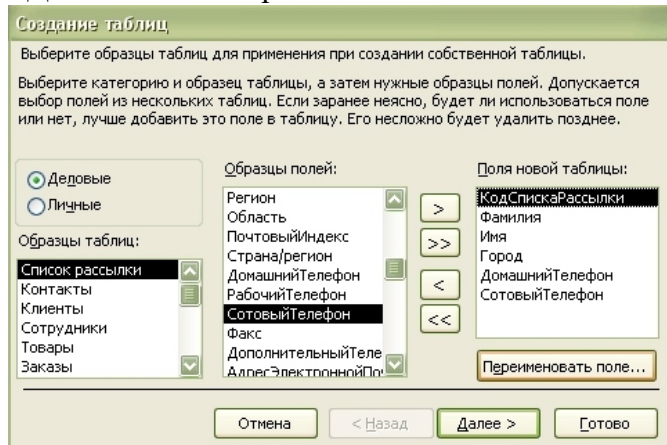 Создание таблиц
Выберите образцы таблиц для применения при создании собственной таблицы.
Выберите категорию и образец таблицы, а затем нужные образцы полей. Допускается
выбор полей из нескольких таблиц. Если заранее неясно, будет ли использоваться поле
или нет, лучше добавить это поле в таблицу. Его несложно будет удалить позднее.
Деловые
Личные
Образцы таблиц:
Список рассылки
Контакты
Клиенты
Сотрудники
Товары
Заказы
Образцы полей:
Регион
Область
ПочтовыйИндекс
Страна/регион
ДомашнийТелефон
РабочийТелефон
СотовыйТелефон
Факс
ДополнительныйТеле
АдресЭлектроннойПо
>
>>
<
<<
Поля новой таблицы:
КодСпискаРассылки
Фамилия
Имя
Город
ДомашнийТелефон
СотовыйТелефон
Переименовать поле...
Отмена
< Назад
Далее >
Готово